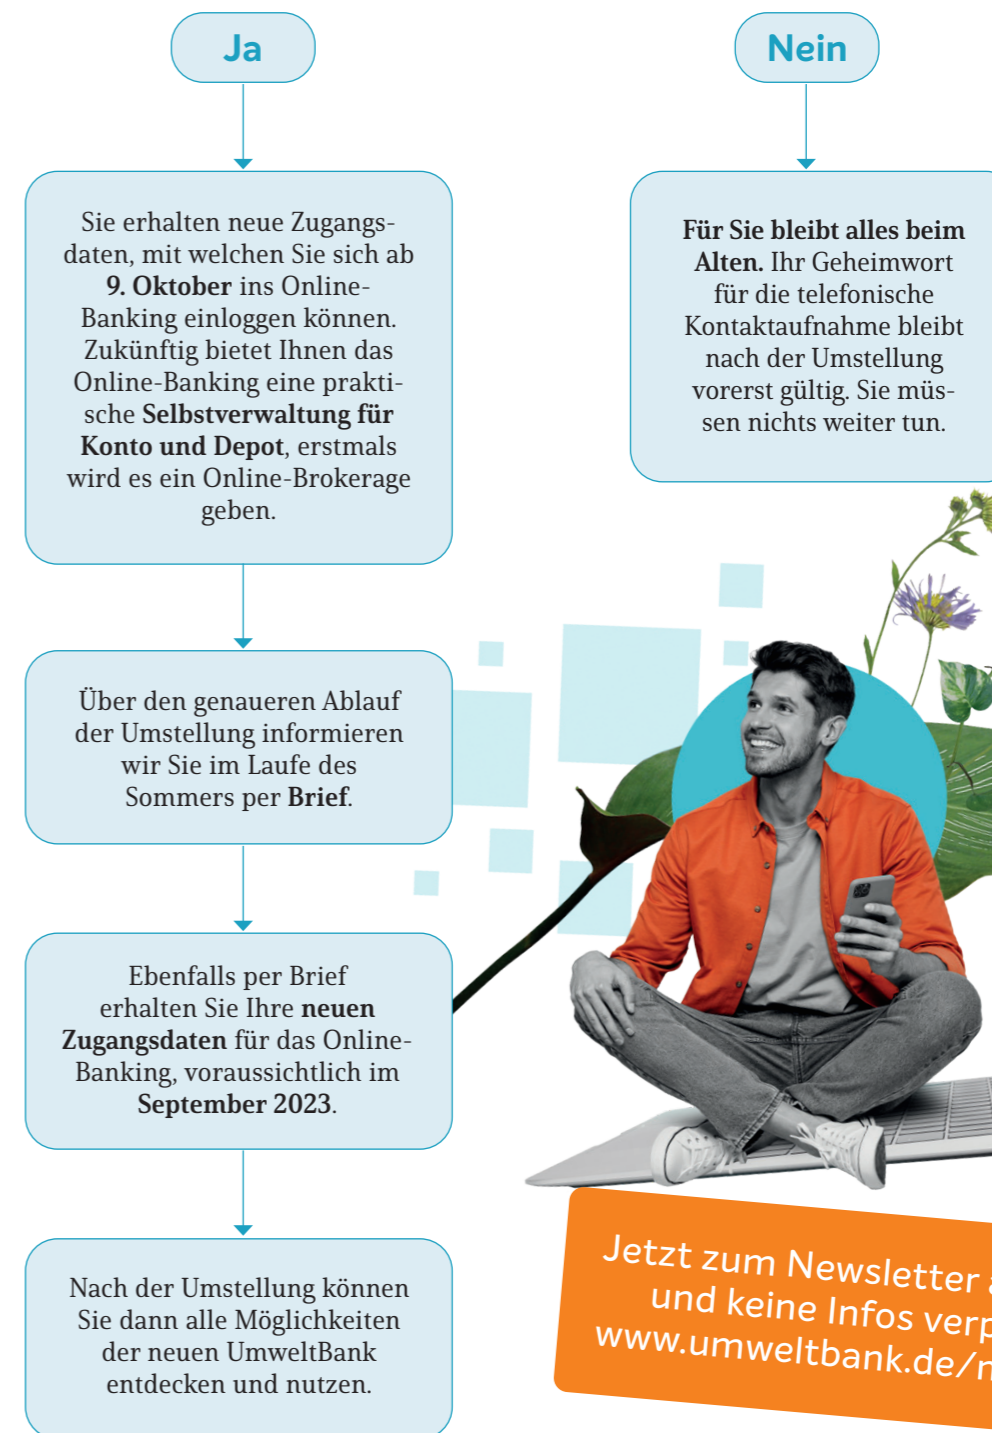 Ja
Sie erhalten neue Zugangs-
daten, mit welchen Sie sich ab
9. Oktober ins Online-
Banking einloggen können.
Zukünftig bietet Ihnen das
Online-Banking eine prakti-
sche Selbstverwaltung für
Konto und Depot, erstmals
wird es ein Online-Brokerage
geben.
Über den genaueren Ablauf
der Umstellung informieren
wir Sie im Laufe des
Sommers per Brief.
Ebenfalls per Brief
erhalten Sie Ihre neuen
Zugangsdaten für das Online-
Banking, voraussichtlich im
September 2023.
Nach der Umstellung können
Sie dann alle Möglichkeiten
der neuen UmweltBank
entdecken und nutzen.
Nein
Für Sie bleibt alles beim
Alten. Ihr Geheimwort
für die telefonische
Kontaktaufnahme bleibt
nach der Umstellung
vorerst gültig. Sie müs-
sen nichts weiter tun.
Jetzt zum Newsletter
und keine Infos
www.umweltbank.de/